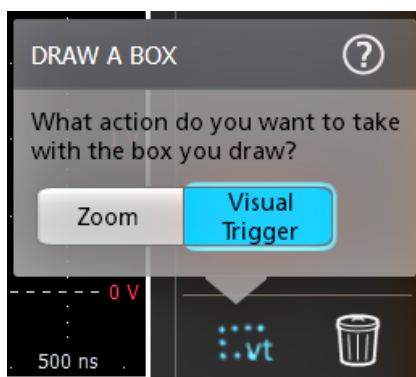 DRAW A BOX ?
What action do you want to take
with the box you draw?
Zoom
Visual
Trigger
0 V
500 ns
vt